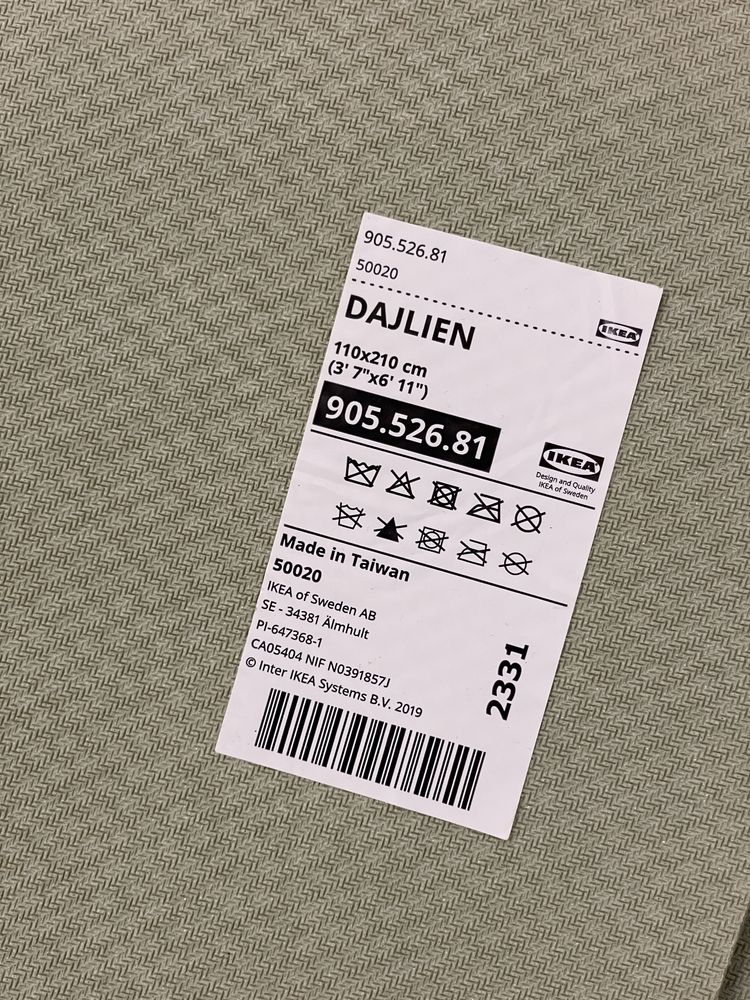 905.526.81
50020
IKEA
DAJLIEN
110x210 cm
(3' 7"x6' 11")
905.526.81
IKEA
Design and Quality
IKEA of Sweden
Made in Taiwan
50020
IKEA of Sweden AB
SE - 34381 Älmhult
PI-647368-1
CA05404 NIF N0391857J
© Inter IKEA Systems B.V. 2019
2331